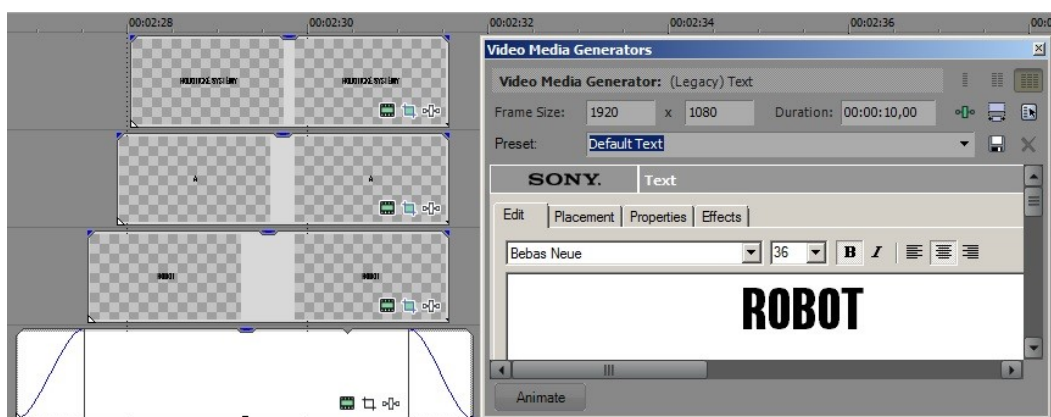 00:02:28 00:02:30 00:02:32 00:02:34 00:02:36
Video Media Generators
Video Media Generator: (Legacy) Text
Frame Size: 1920 x 1080 Duration: 00:00:10,00
Preset: Default Text
SONY. Text
Edit Placement Properties Effects
Bebas Neue 36 B I
ROBOT
Animate
A A
ROBOT ROBOT